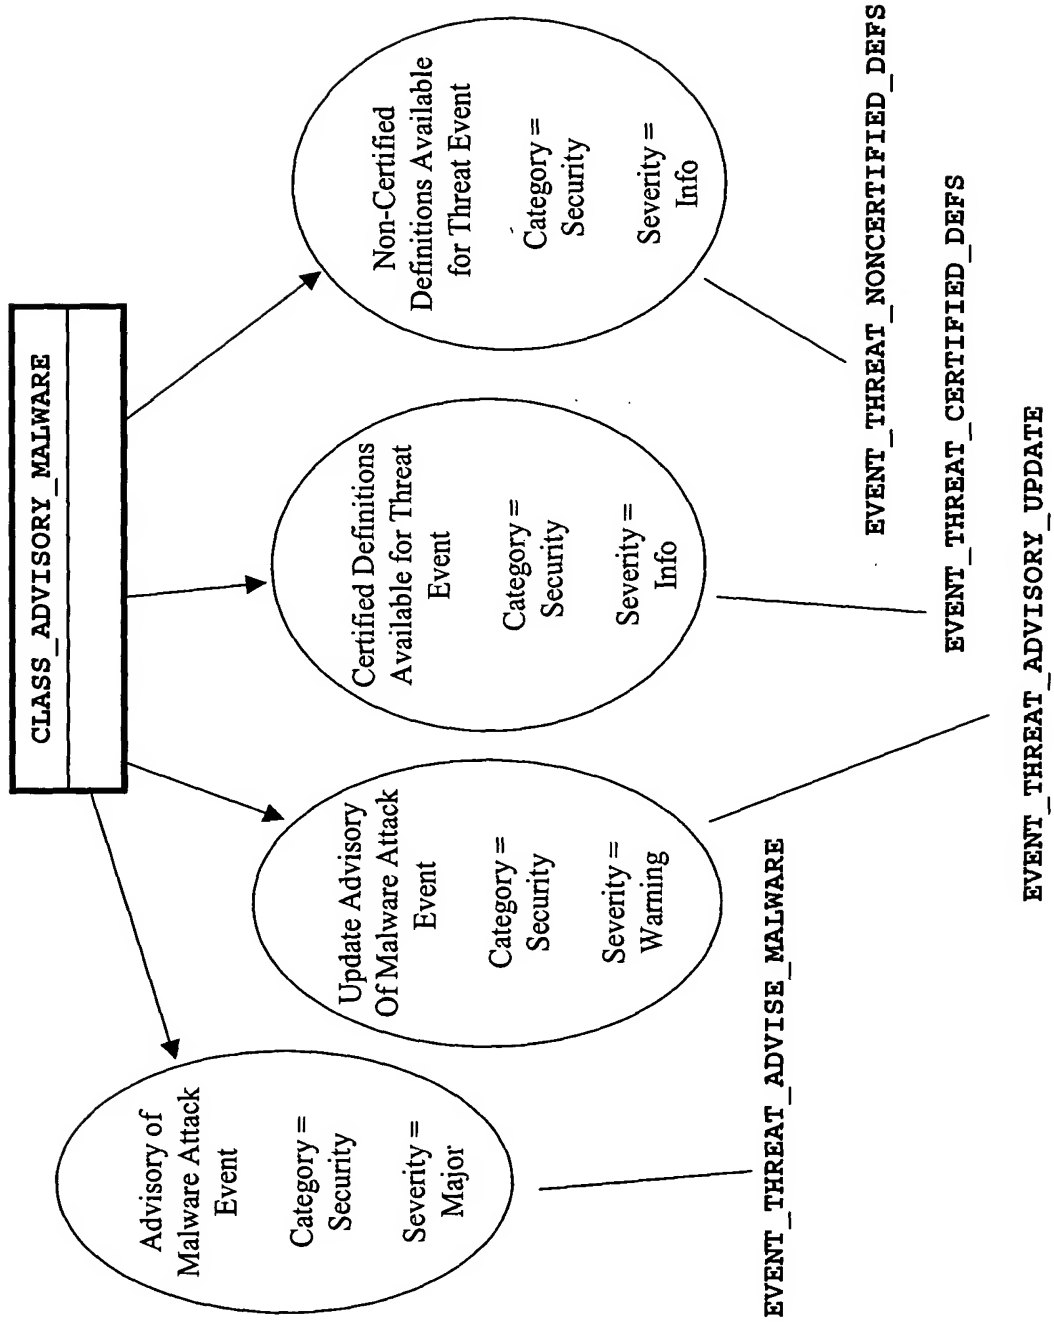 CLASS_ADVISORY_MALWARE
Advisory of
Malware Attack
Event
Category =
Security
Severity =
Major
Update Advisory
Of Malware Attack
Event
Category =
Security
Severity =
Warning
Certified Definitions
Available for Threat
Event
Category =
Security
Severity =
Info
Non-Certified
Definitions Available
for Threat Event
Category =
Security
Severity =
Info
EVENT_THREAT_ADVISE_MALWARE
EVENT_THREAT_ADVISORY_UPDATE
EVENT_THREAT_CERTIFIED_DEFS
EVENT_THREAT_NONCERTIFIED_DEFS